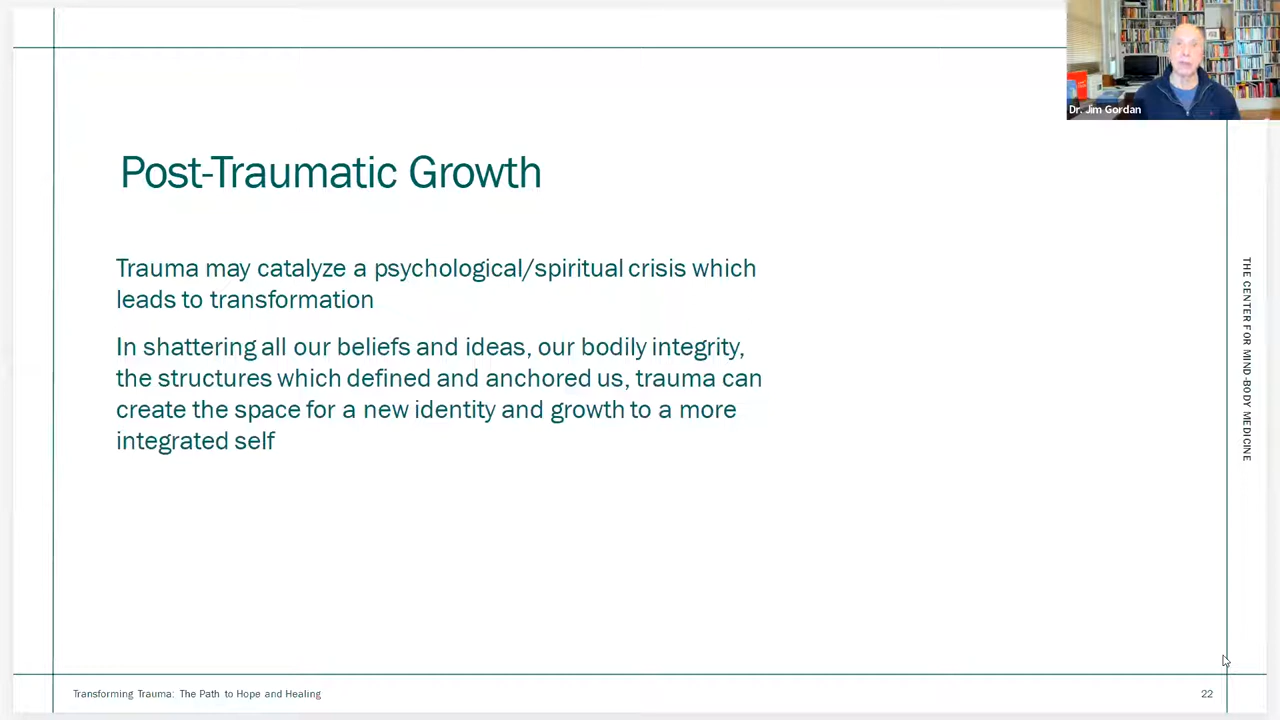 Dr. Jim Gordan
Post-Traumatic Growth
Trauma may catalyze a psychological/spiritual crisis which
leads to transformation
In shattering all our beliefs and ideas, our bodily integrity,
the structures which defined and anchored us, trauma can
create the space for a new identity and growth to a more
integrated self
THE CENTER FOR MIND-BODY MEDICINE
Transforming Trauma: The Path to Hope and Healing
22